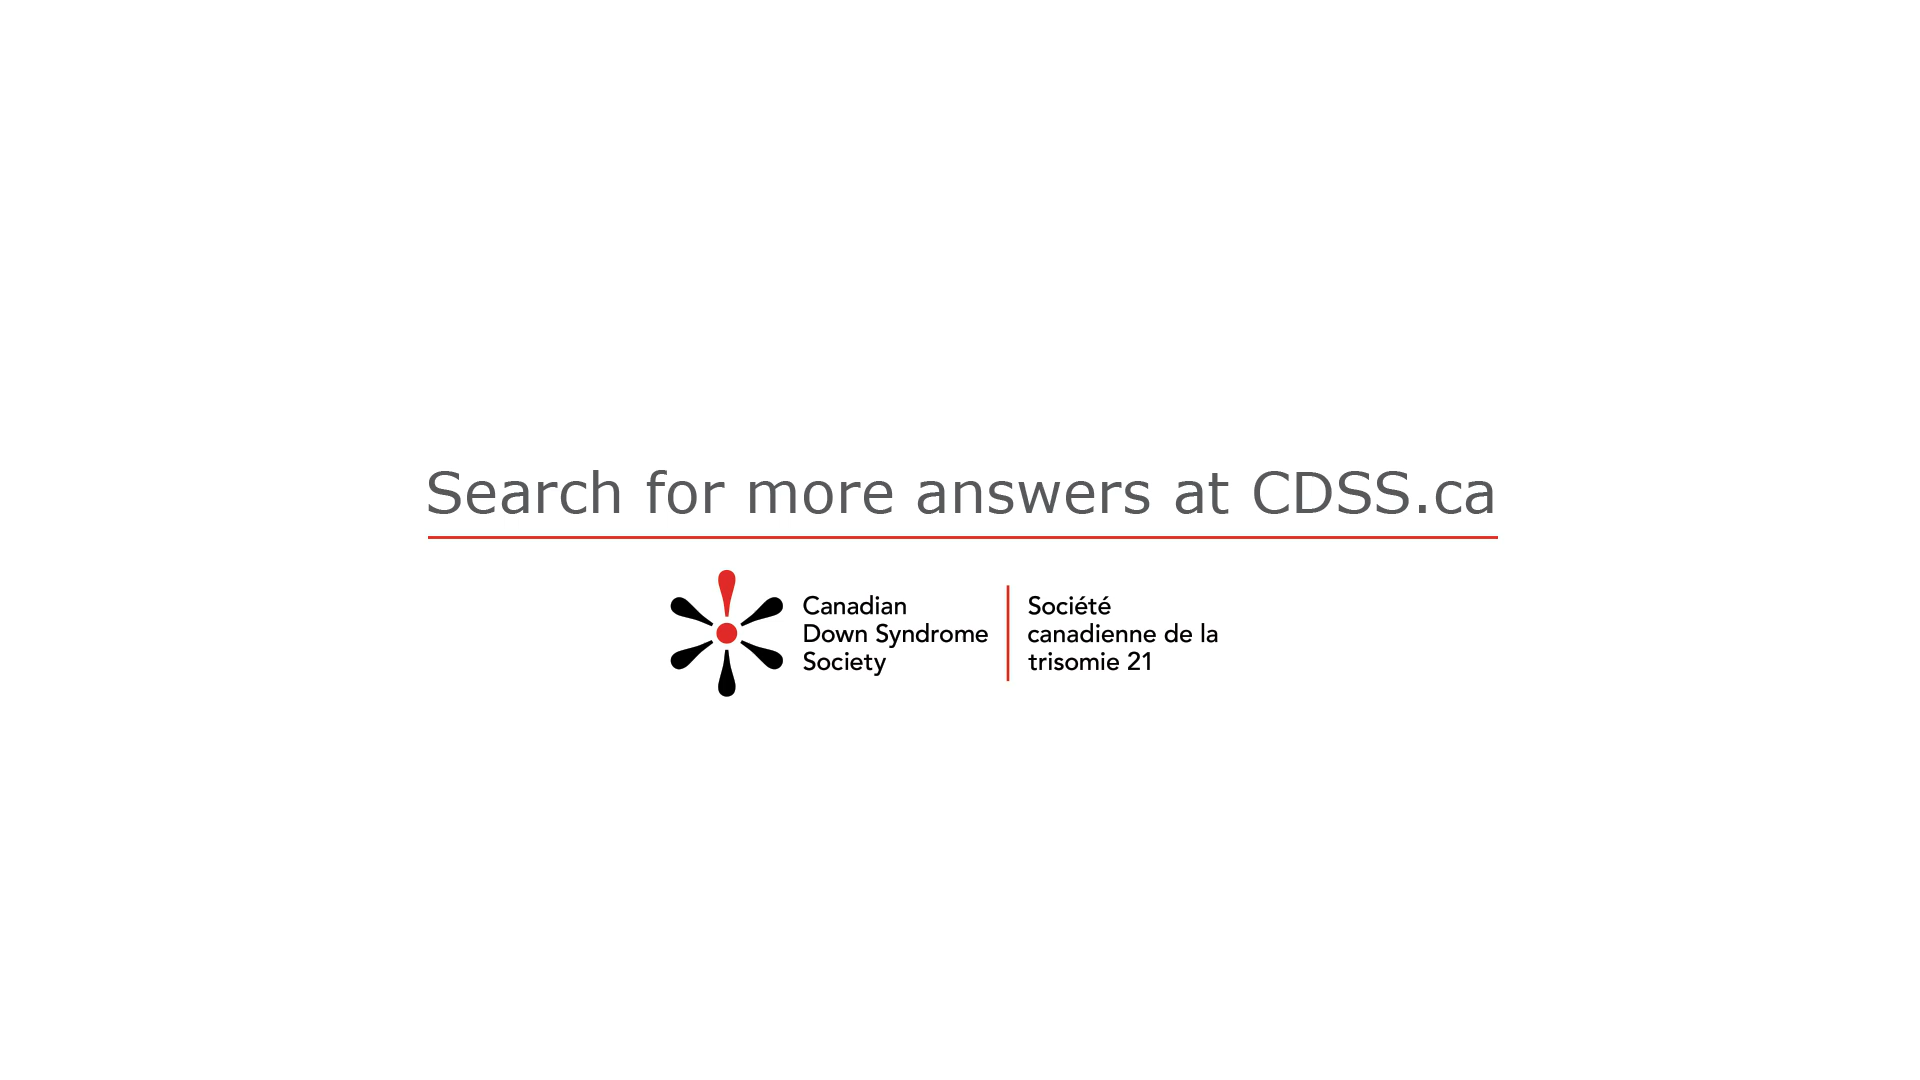 Search for more answers at CDSS.ca
Canadian
Down Syndrome
Society
Société
canadienne de la
trisomie 21